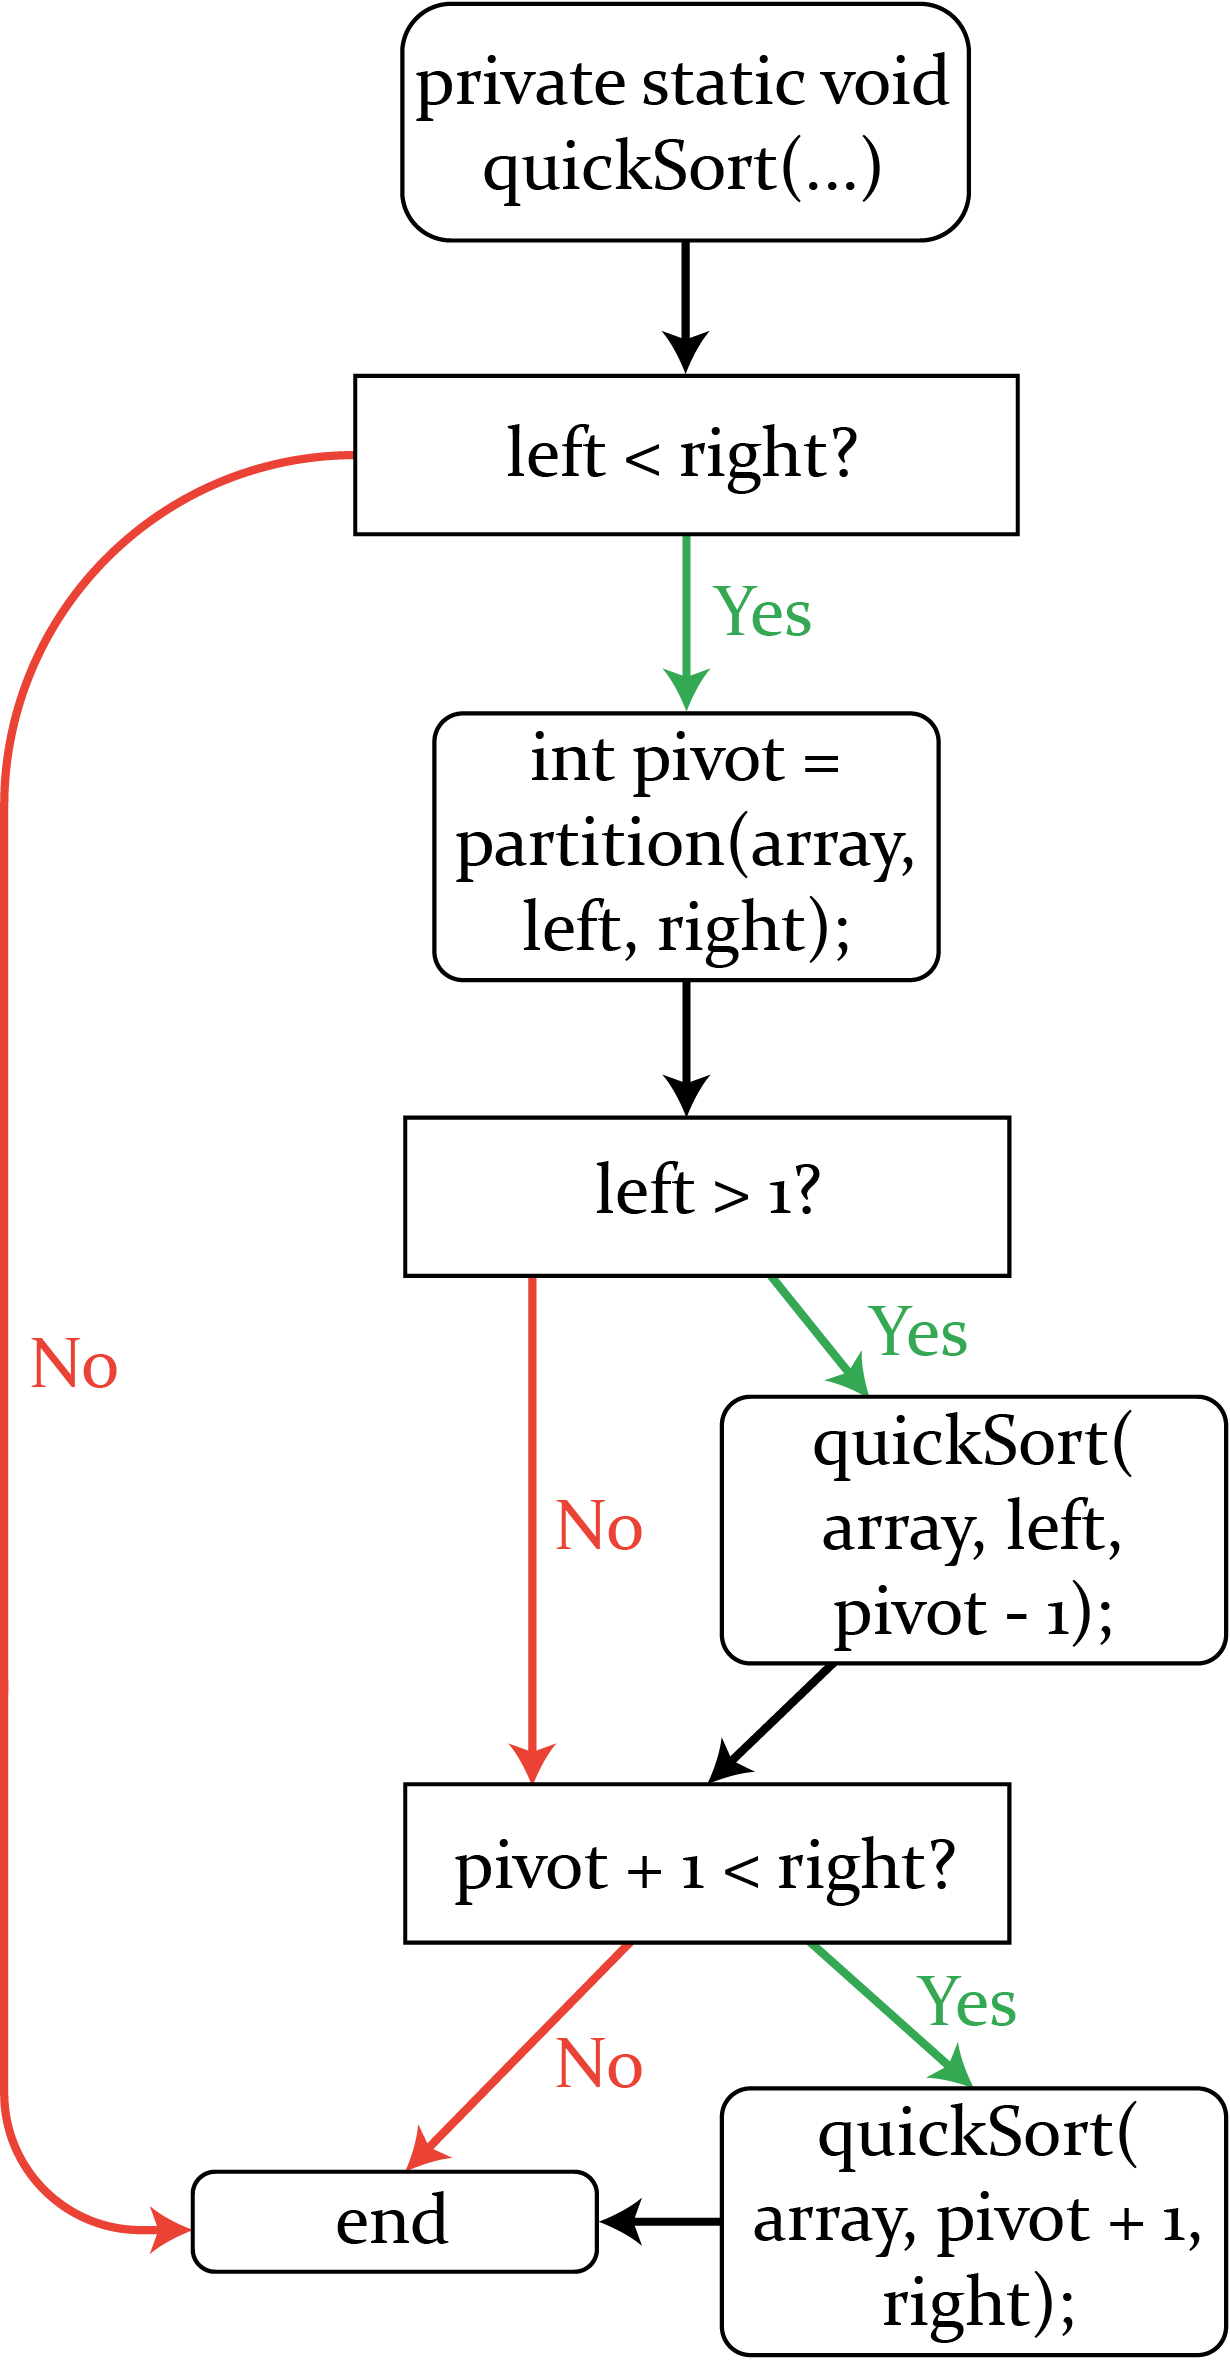 private static void
quickSort(...)
left < right?
Yes
int pivot =
partition(array,
left, right);
left > 1?
Yes
No
quickSort(
array, left,
pivot - 1);
No
pivot + 1 < right?
Yes
No
quickSort(
array, pivot + 1,
right);
end